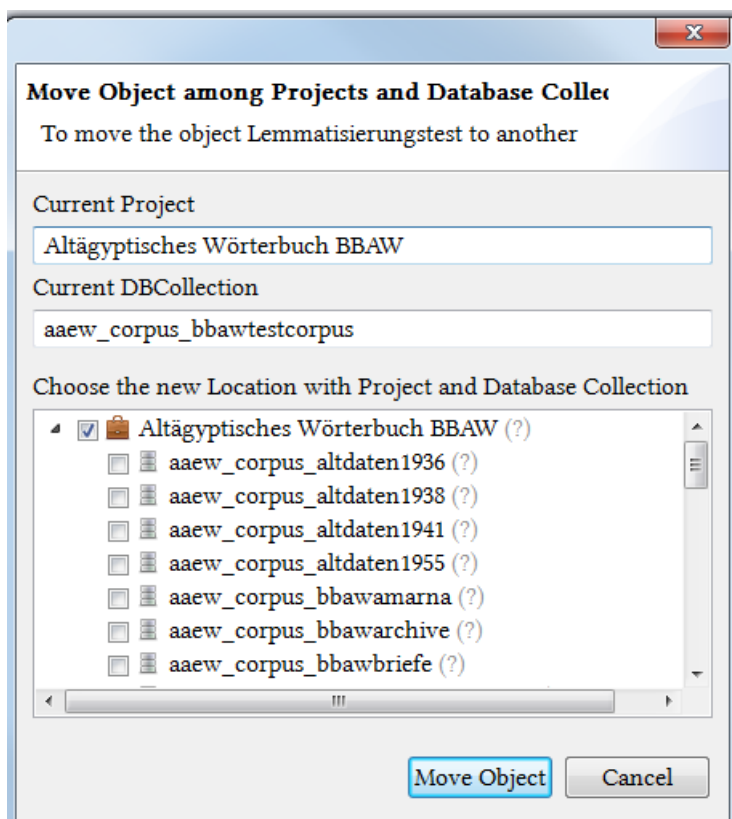 Move Object among Projects and Database Collec
To move the object Lemmatisierungstest to another
Current Project
Altägyptisches Wörterbuch BBAW
Current DBCollection
aaew_corpus_bbawtestcorpus
Choose the new Location with Project and Database Collection
Altägyptisches Wörterbuch BBAW (?)
aaew_corpus_altdaten1936 (?)
aaew_corpus_altdaten1938 (?)
aaew_corpus_altdaten1941 (?)
aaew_corpus_altdaten1955 (?)
aaew_corpus_bbawamarna (?)
aaew_corpus_bbawarchive (?)
aaew_corpus_bbawbriefe (?)
Move Object Cancel